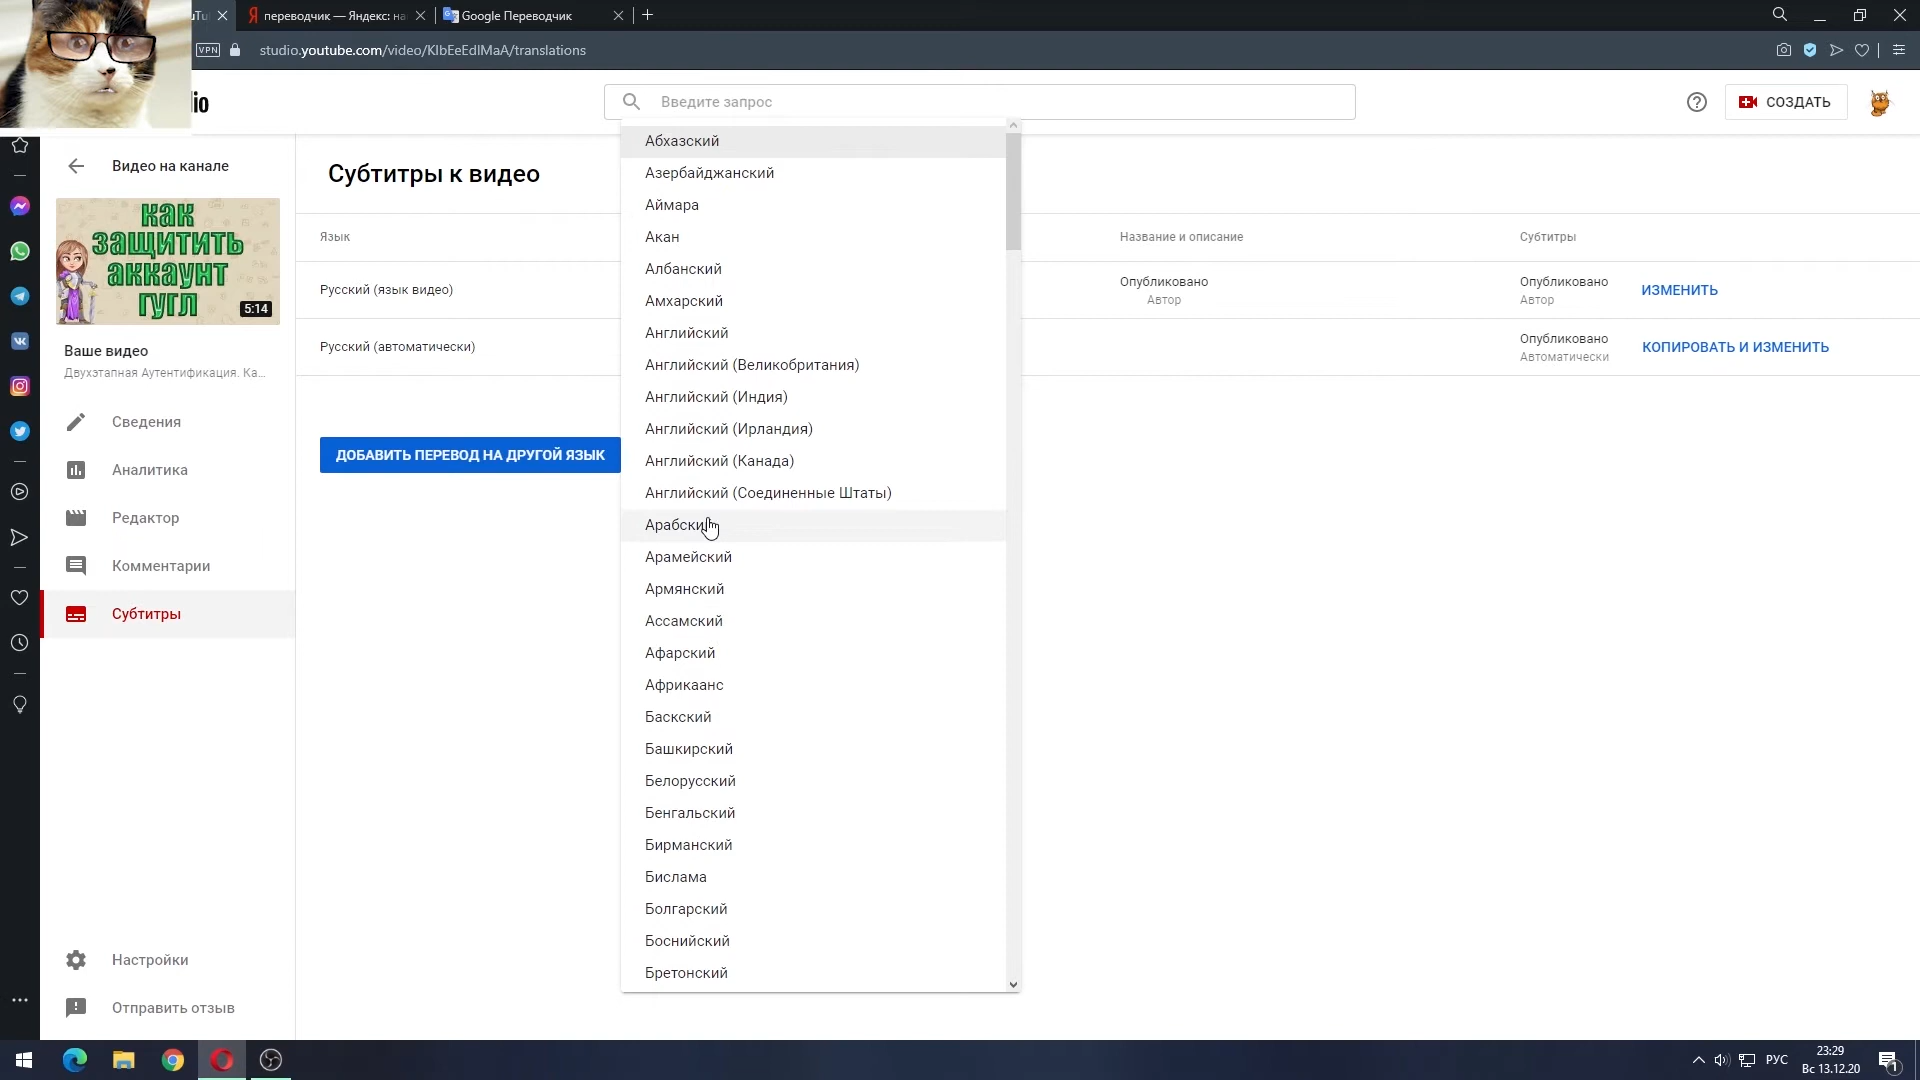 переводчик — Яндекс: на
Google Переводчик
VPN
studio.youtube.com/video/KIbEeEdIMaA/translations
Введите запрос
СОЗДАТЬ
Видео на канале
как
защитить
аккаунт
гугл
5:14
Ваше видео
Двухэтапная Аутентификация. Ка...
Сведения
Аналитика
Редактор
Комментарии
Субтитры
Настройки
Отправить отзыв
Субтитры к видео
Язык
Название и описание
Субтитры
Русский (язык видео)
Опубликовано
Автор
Опубликовано
Автор
ИЗМЕНИТЬ
Русский (автоматически)
Опубликовано
Автоматически
КОПИРОВАТЬ И ИЗМЕНИТЬ
ДОБАВИТЬ ПЕРЕВОД НА ДРУГОЙ ЯЗЫК
Абхазский
Азербайджанский
Аймара
Акан
Албанский
Амхарский
Английский
Английский (Великобритания)
Английский (Индия)
Английский (Ирландия)
Английский (Канада)
Английский (Соединенные Штаты)
Арабский
Арамейский
Армянский
Ассамский
Афарский
Африкаанс
Баскский
Башкирский
Белорусский
Бенгальский
Бирманский
Бислама
Болгарский
Боснийский
Бретонский
РУС
23:29
Вс 13.12.20
1